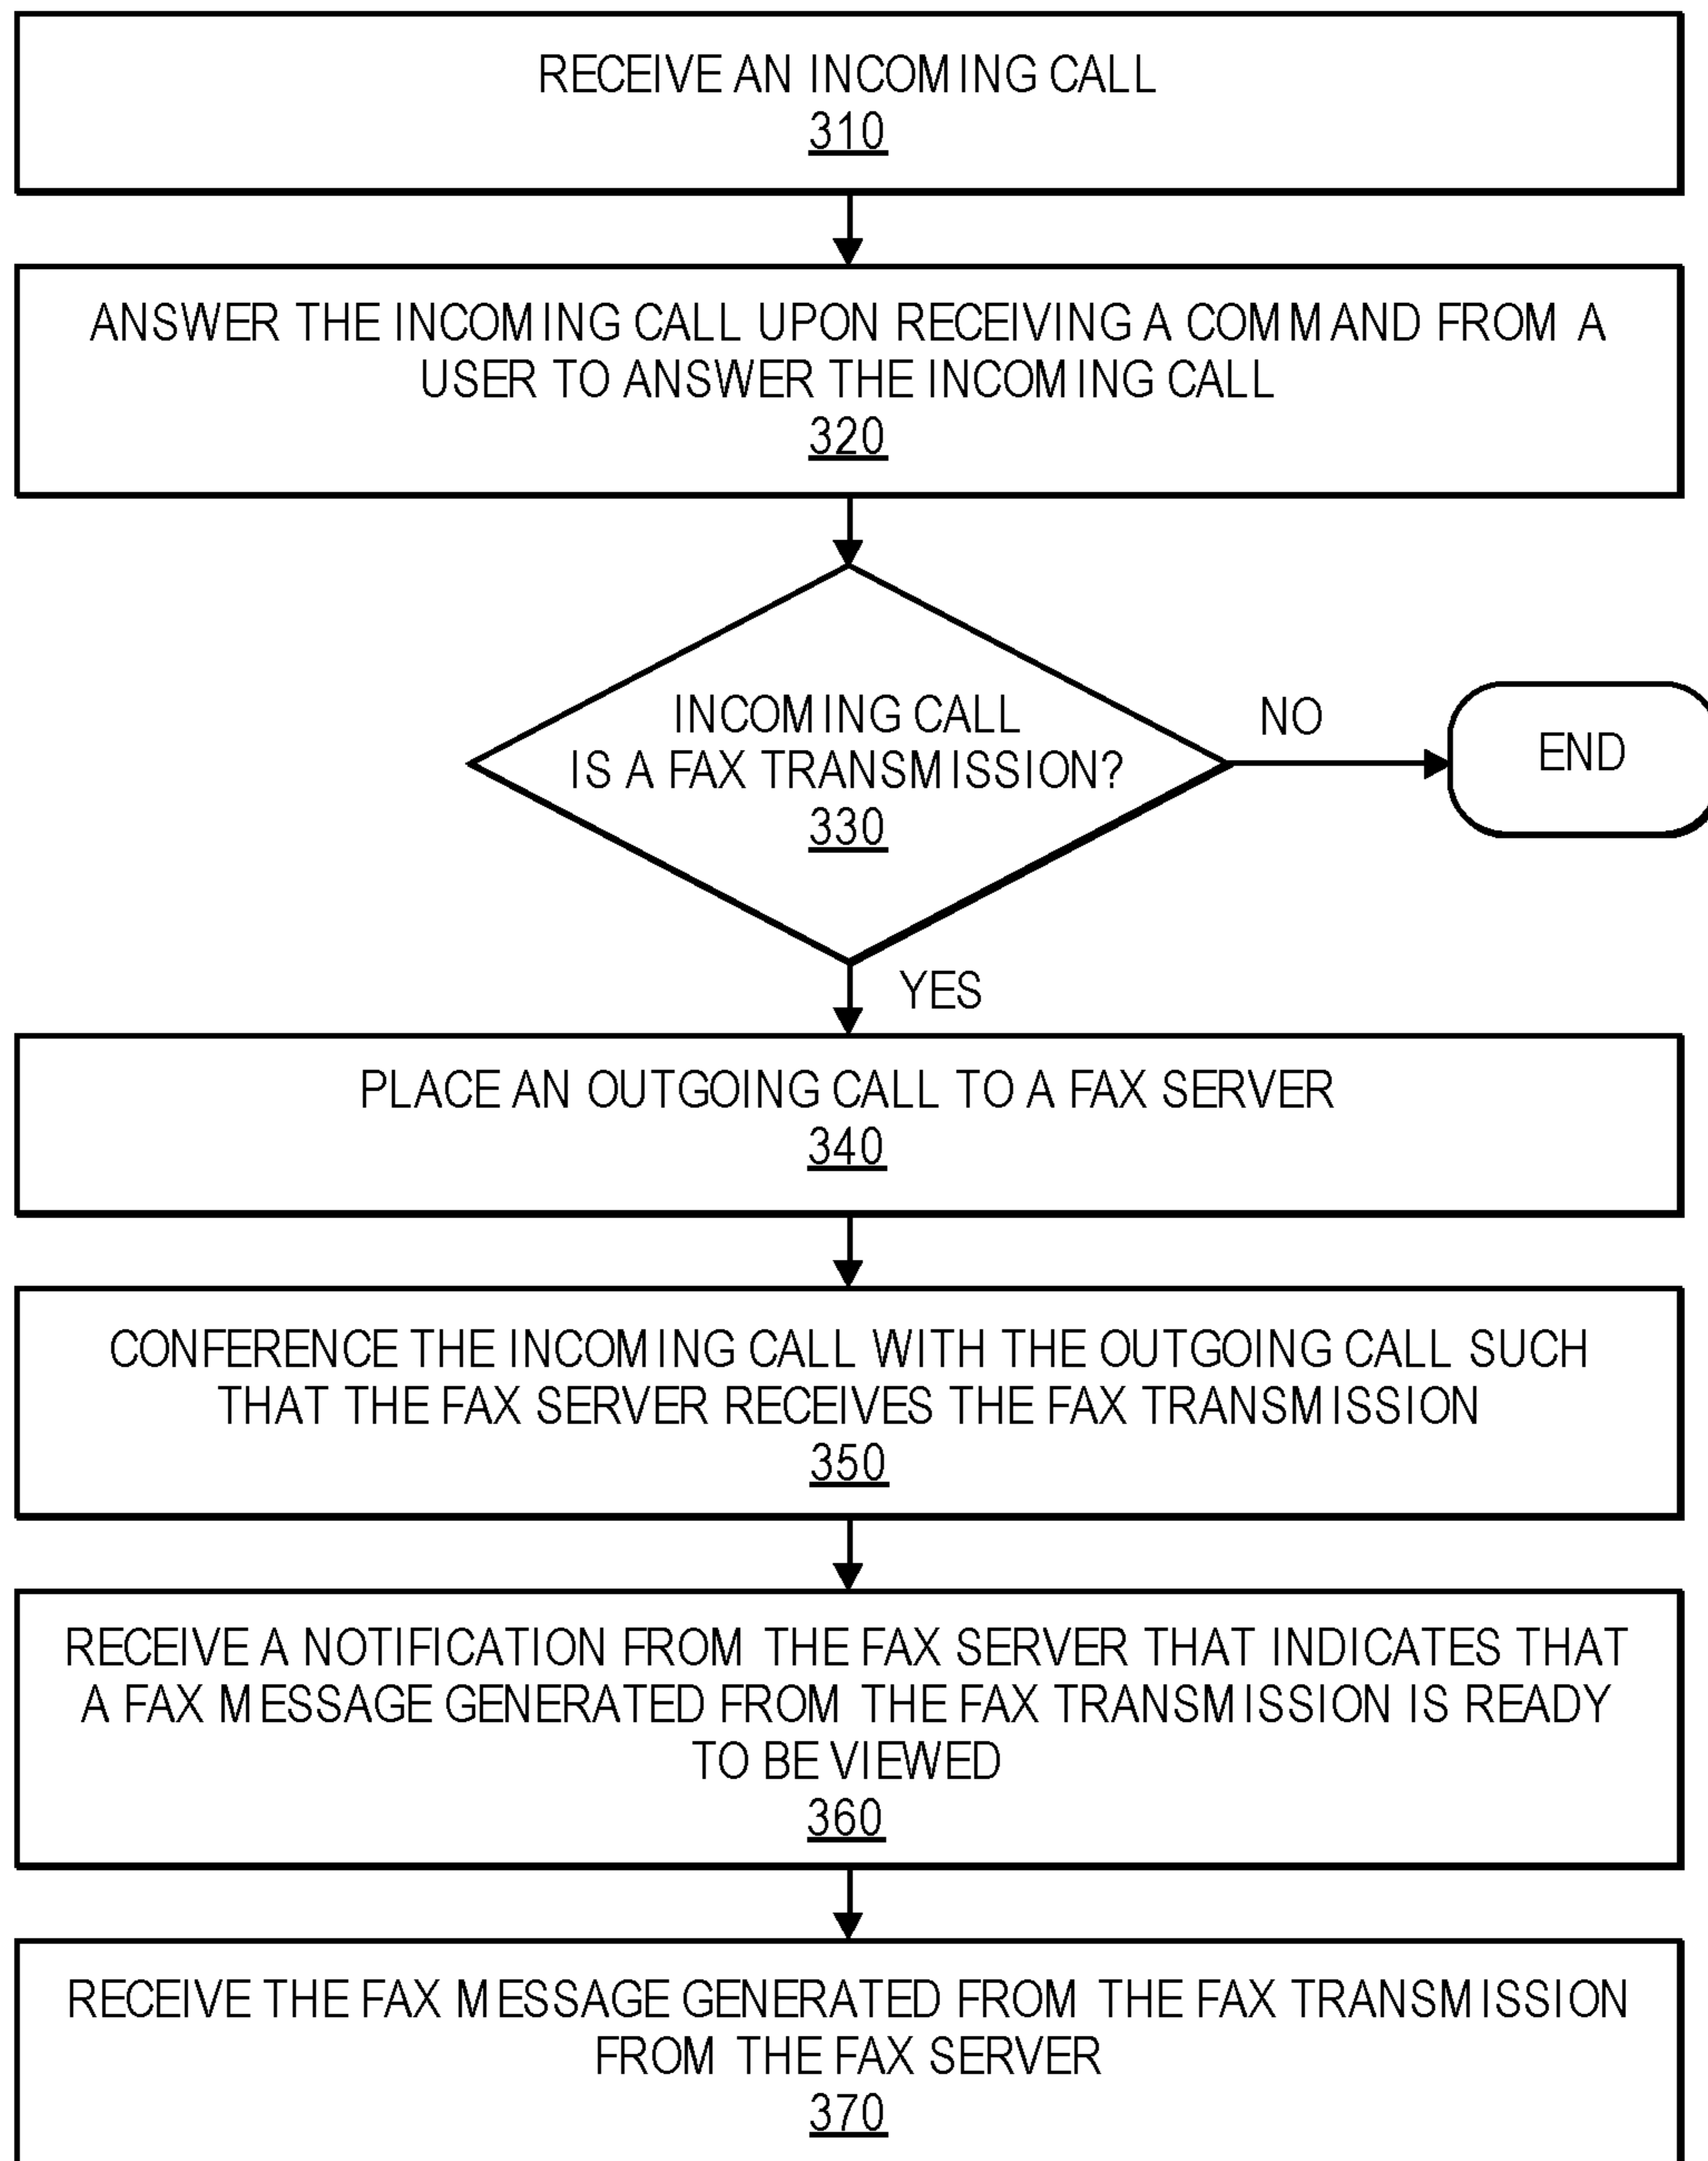 RECEIVE AN INCOMING CALL
310
ANSWER THE INCOMING CALL UPON RECEIVING A COMMAND FROM A
USER TO ANSWER THE INCOMING CALL
320
INCOMING CALL
IS A FAX TRANSMISSION?
330
NO
END
YES
PLACE AN OUTGOING CALL TO A FAX SERVER
340
CONFERENCE THE INCOMING CALL WITH THE OUTGOING CALL SUCH
THAT THE FAX SERVER RECEIVES THE FAX TRANSMISSION
350
RECEIVE A NOTIFICATION FROM THE FAX SERVER THAT INDICATES THAT
A FAX MESSAGE GENERATED FROM THE FAX TRANSMISSION IS READY
TO BE VIEWED
360
RECEIVE THE FAX MESSAGE GENERATED FROM THE FAX TRANSMISSION
FROM THE FAX SERVER
370